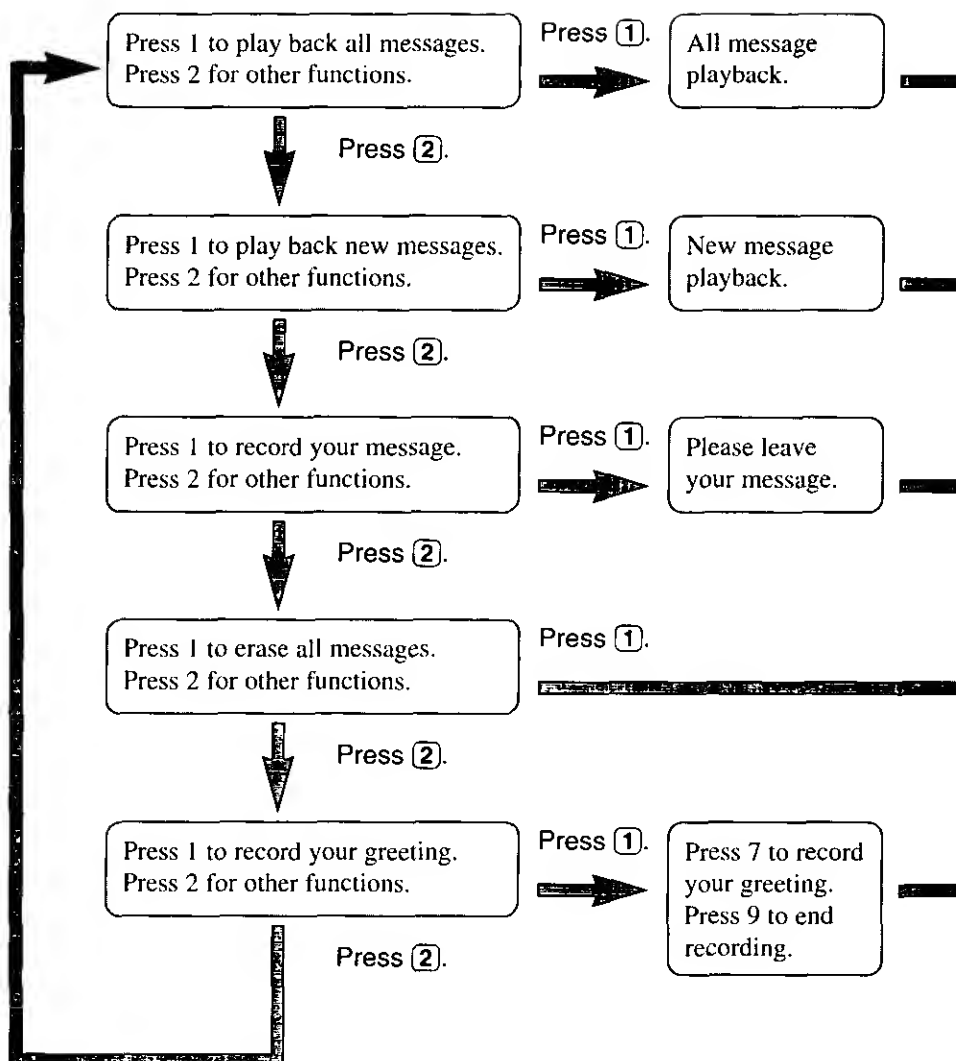 Press 1 to play back all messages.
Press 2 for other functions.
Press 1.
All message
playback.
Press 2.
Press 1 to play back new messages.
Press 2 for other functions.
Press 1.
New message
playback.
Press 2.
Press 1 to record your message.
Press 2 for other functions.
Press 1.
Please leave
your message.
Press 2.
Press 1 to erase all messages.
Press 2 for other functions.
Press 1.
Press 2.
Press 1 to record your greeting.
Press 2 for other functions.
Press 1.
Press 7 to record
your greeting.
Press 9 to end
recording.
Press 2.